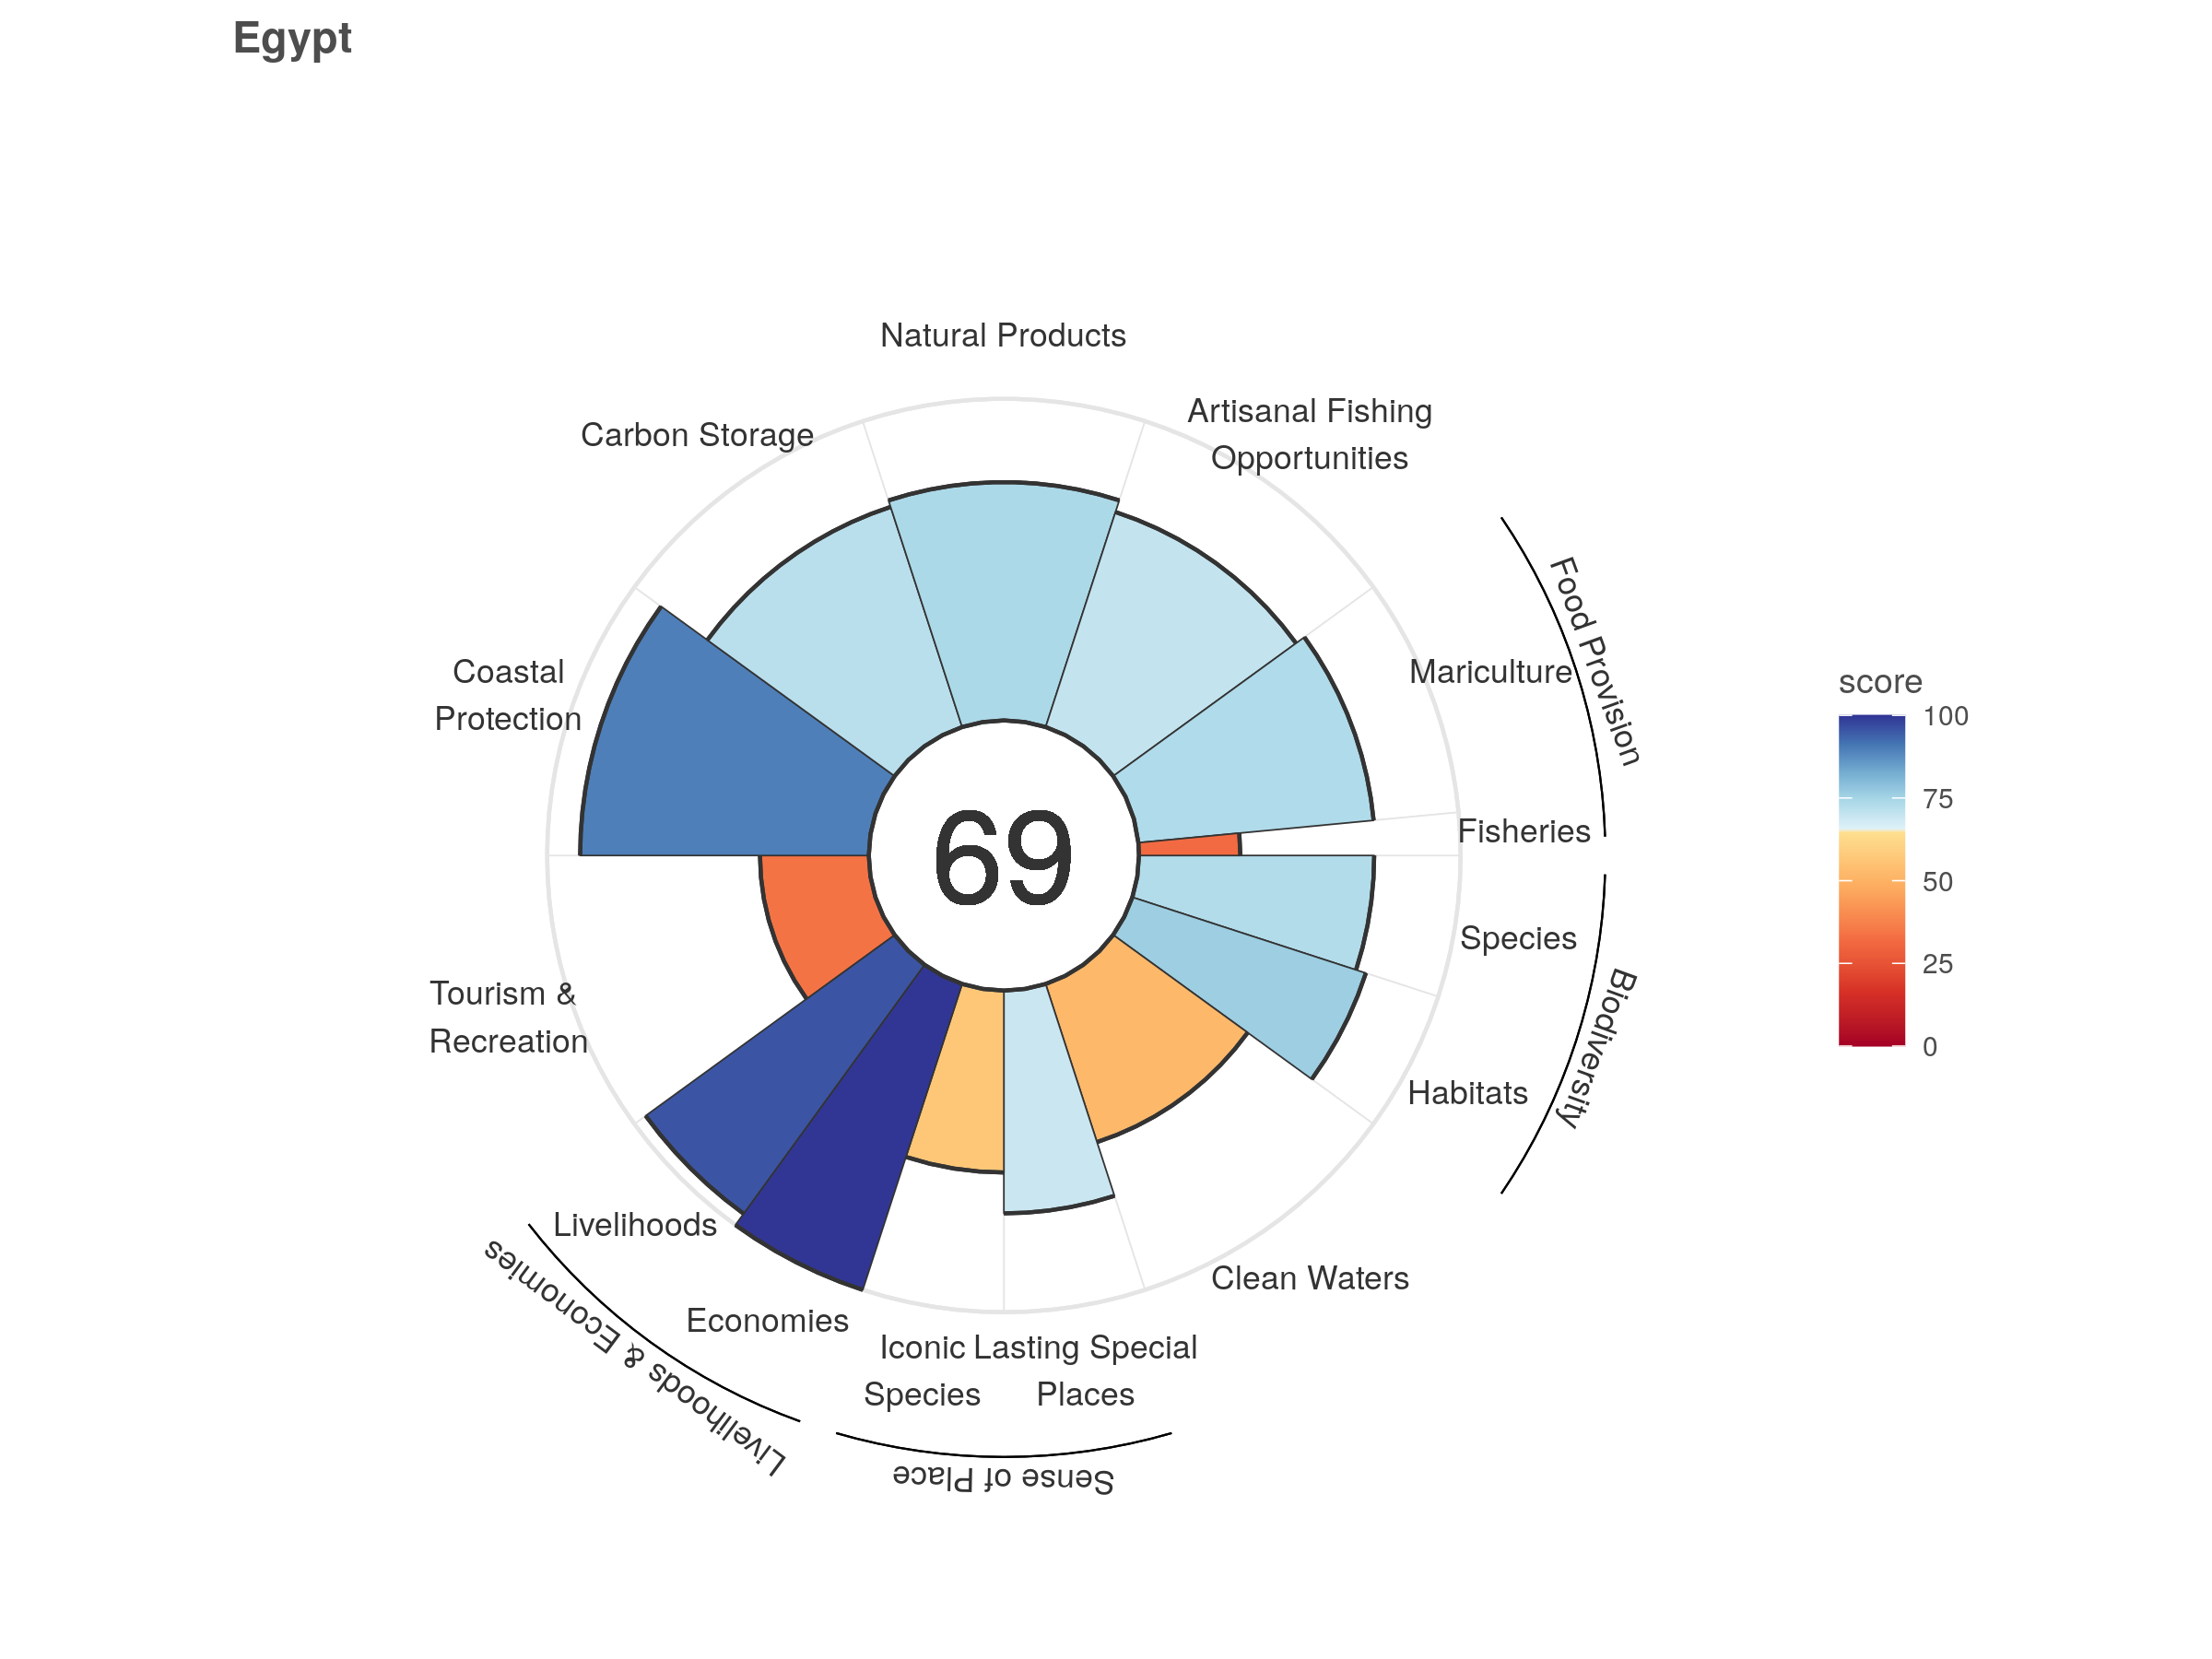 Egypt
Natural Products
Artisanal Fishing
Opportunities
Carbon Storage
Food Provision
Mariculture
Coastal
Protection
69
Fisheries
Species
Biodiversity
Habitats
Tourism &
Recreation
Clean Waters
Livelihoods
Economies
Livelihoods & Economies
Iconic
Species
Lasting Special
Places
Sense of Place
score
100
75
50
25
0